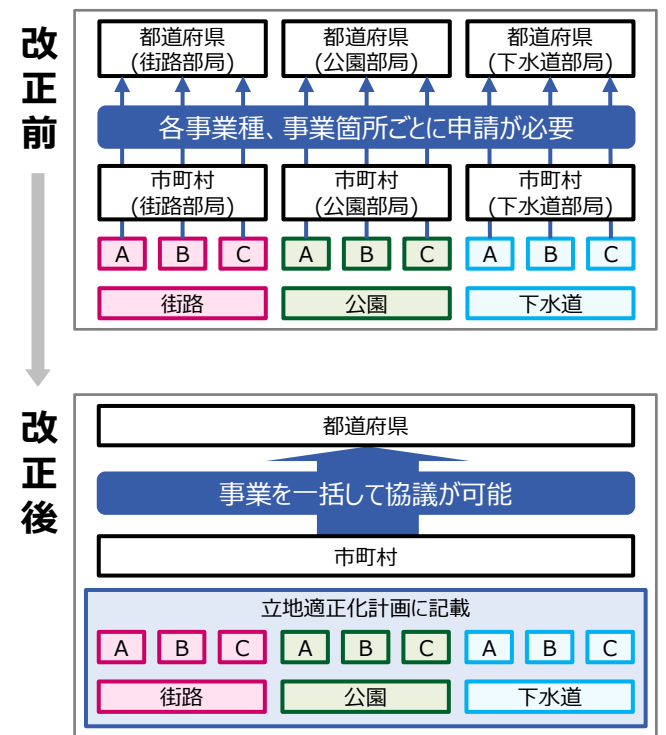 改正前
都道府県
(街路部局)
都道府県
(公園部局)
都道府県
(下水道部局)
各事業種、事業箇所ごとに申請が必要
市町村
(街路部局)
市町村
(公園部局)
市町村
(下水道部局)
A B C A B C A B C
街路 公園 下水道
改正後
都道府県
事業を一括して協議が可能
市町村
立地適正化計画に記載
A B C A B C A B C
街路 公園 下水道